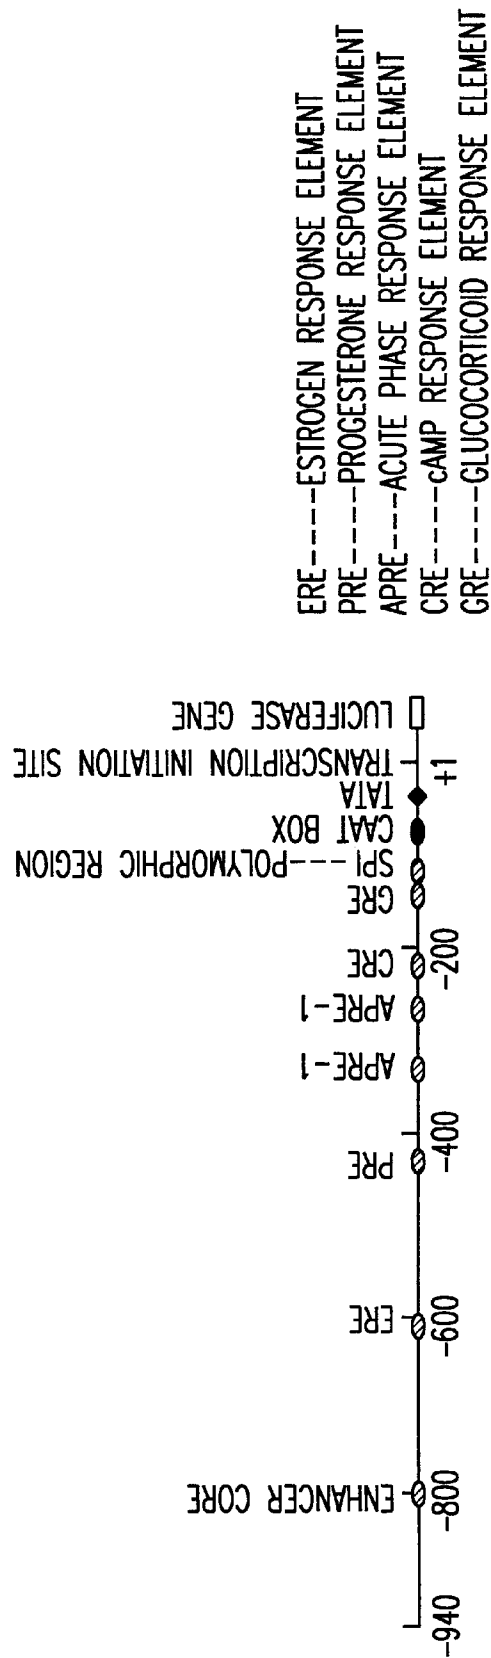 ENHANCER CORE
ERE
PRE
APRE-1
APRE-1
CRE
GRE
SPI---POLYMORPHIC REGION
CAAT BOX
TATA
TRANSCRIPTION INITIATION SITE
LUCIFERASE GENE
-940
-800
-600
-400
-200
+1
ERE----ESTROGEN RESPONSE ELEMENT
PRE-----PROGESTERONE RESPONSE ELEMENT
APRE---ACUTE PHASE RESPONSE ELEMENT
CRE-----cAMP RESPONSE ELEMENT
GRE-----GLUCOCORTICOID RESPONSE ELEMENT